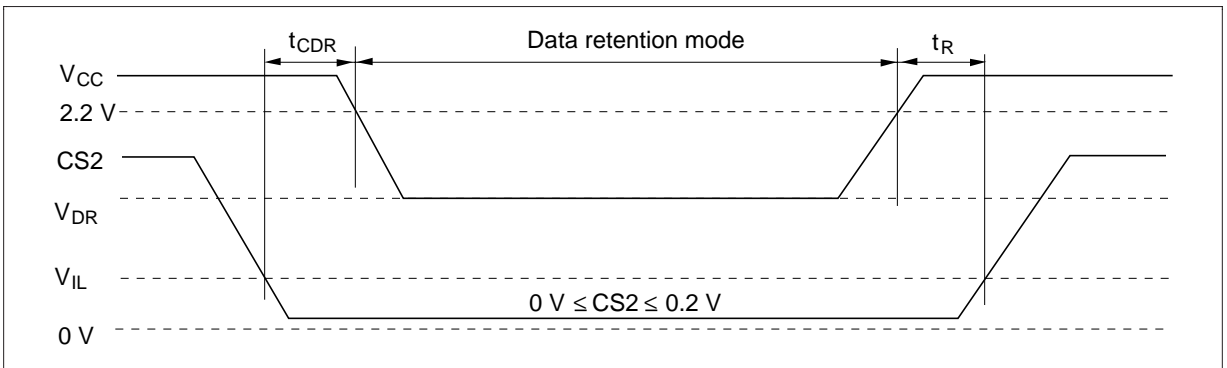 tCDR
Data retention mode
tR
VCC
2.2 V
CS2
VDR
VIL
0 V ≤ CS2 ≤ 0.2 V
0 V